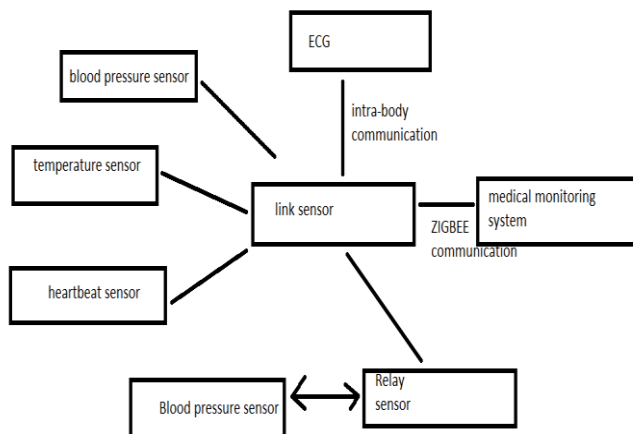 ECG
blood pressure sensor
intra-body
communication
temperature sensor
link sensor
medical monitoring
system
ZIGBEE
communication
heartbeat sensor
Relay
sensor
Blood pressure sensor